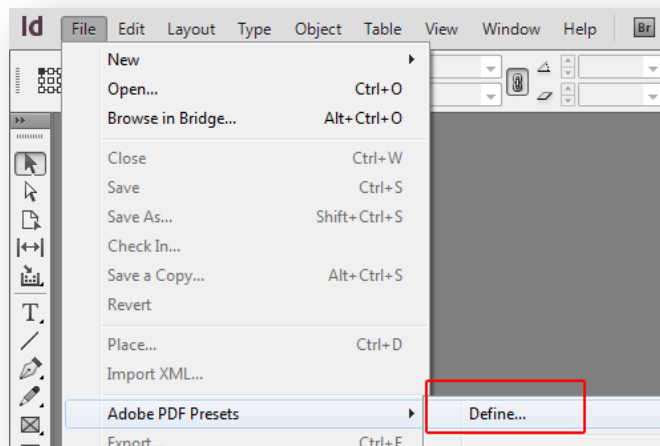 Id File Edit Layout Type Object Table View Window Help Br
New
Open... Ctrl+O
Browse in Bridge... Alt+Ctrl+O
Close Ctrl+W
Save Ctrl+S
Save As... Shift+Ctrl+S
Check In...
Save a Copy... Alt+Ctrl+S
Revert
Place... Ctrl+D
Import XML...
Adobe PDF Presets Define...
Export... Ctrl+E